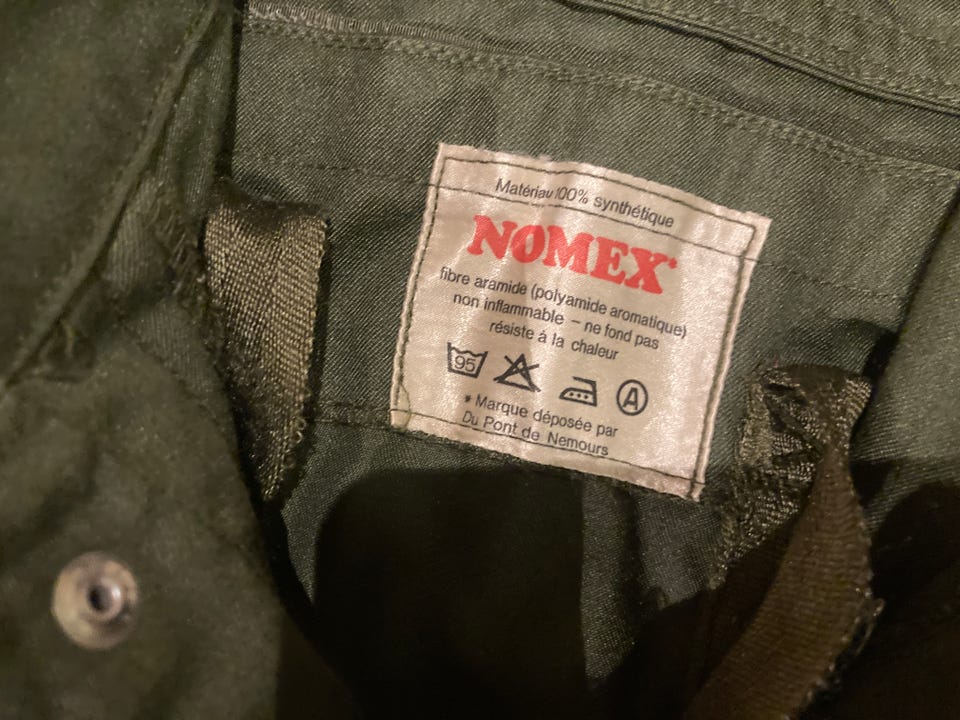 Matériau 100% synthétique
NOMEX*
fibre aramide (polyamide aromatique)
non inflammable – ne fond pas
résiste à la chaleur
95 A
* Marque déposée par
Du Pont de Nemours